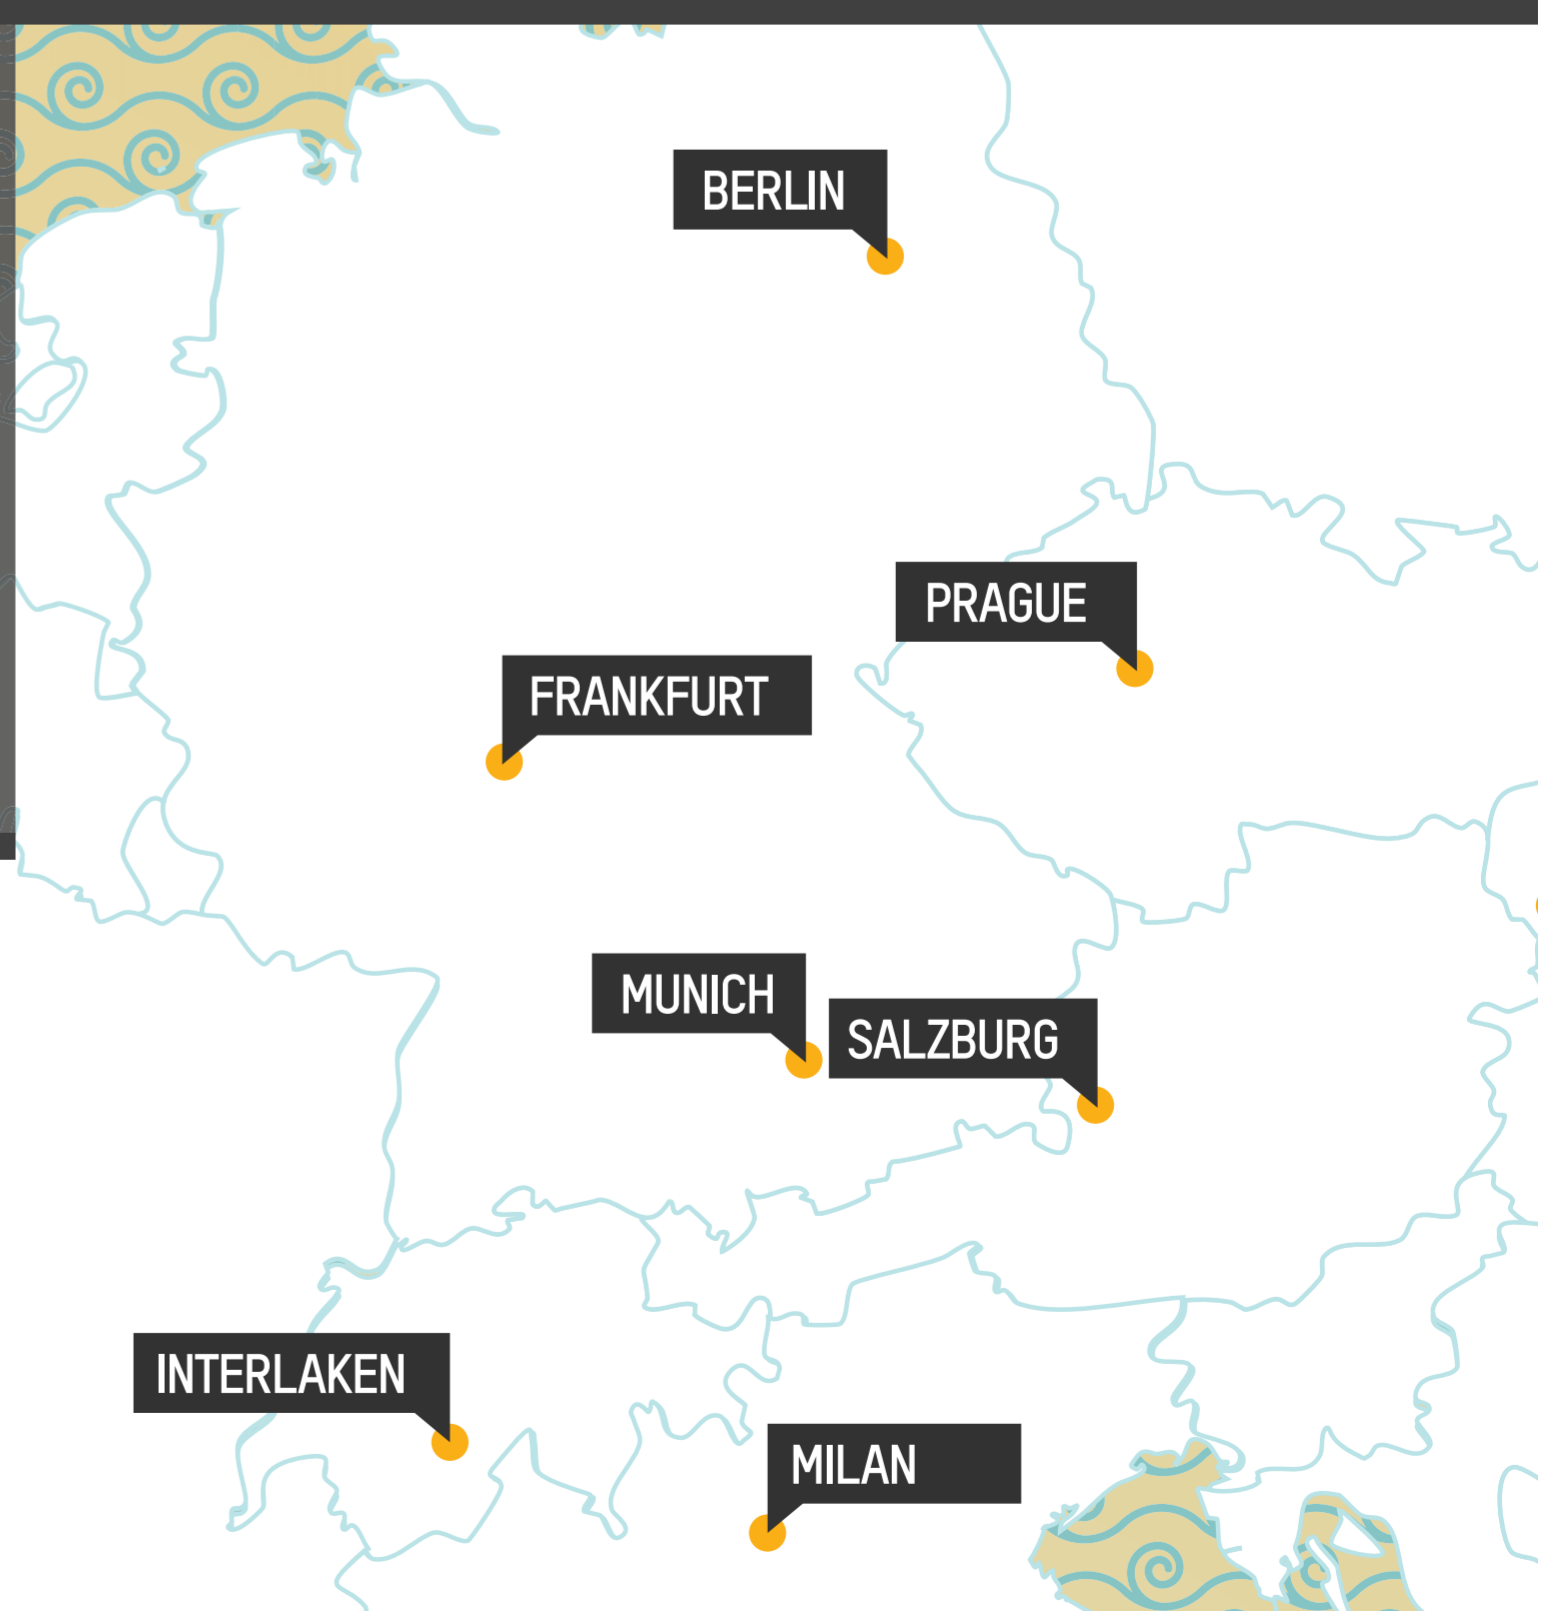 BERLIN
PRAGUE
FRANKFURT
MUNICH
SALZBURG
INTERLAKEN
MILAN